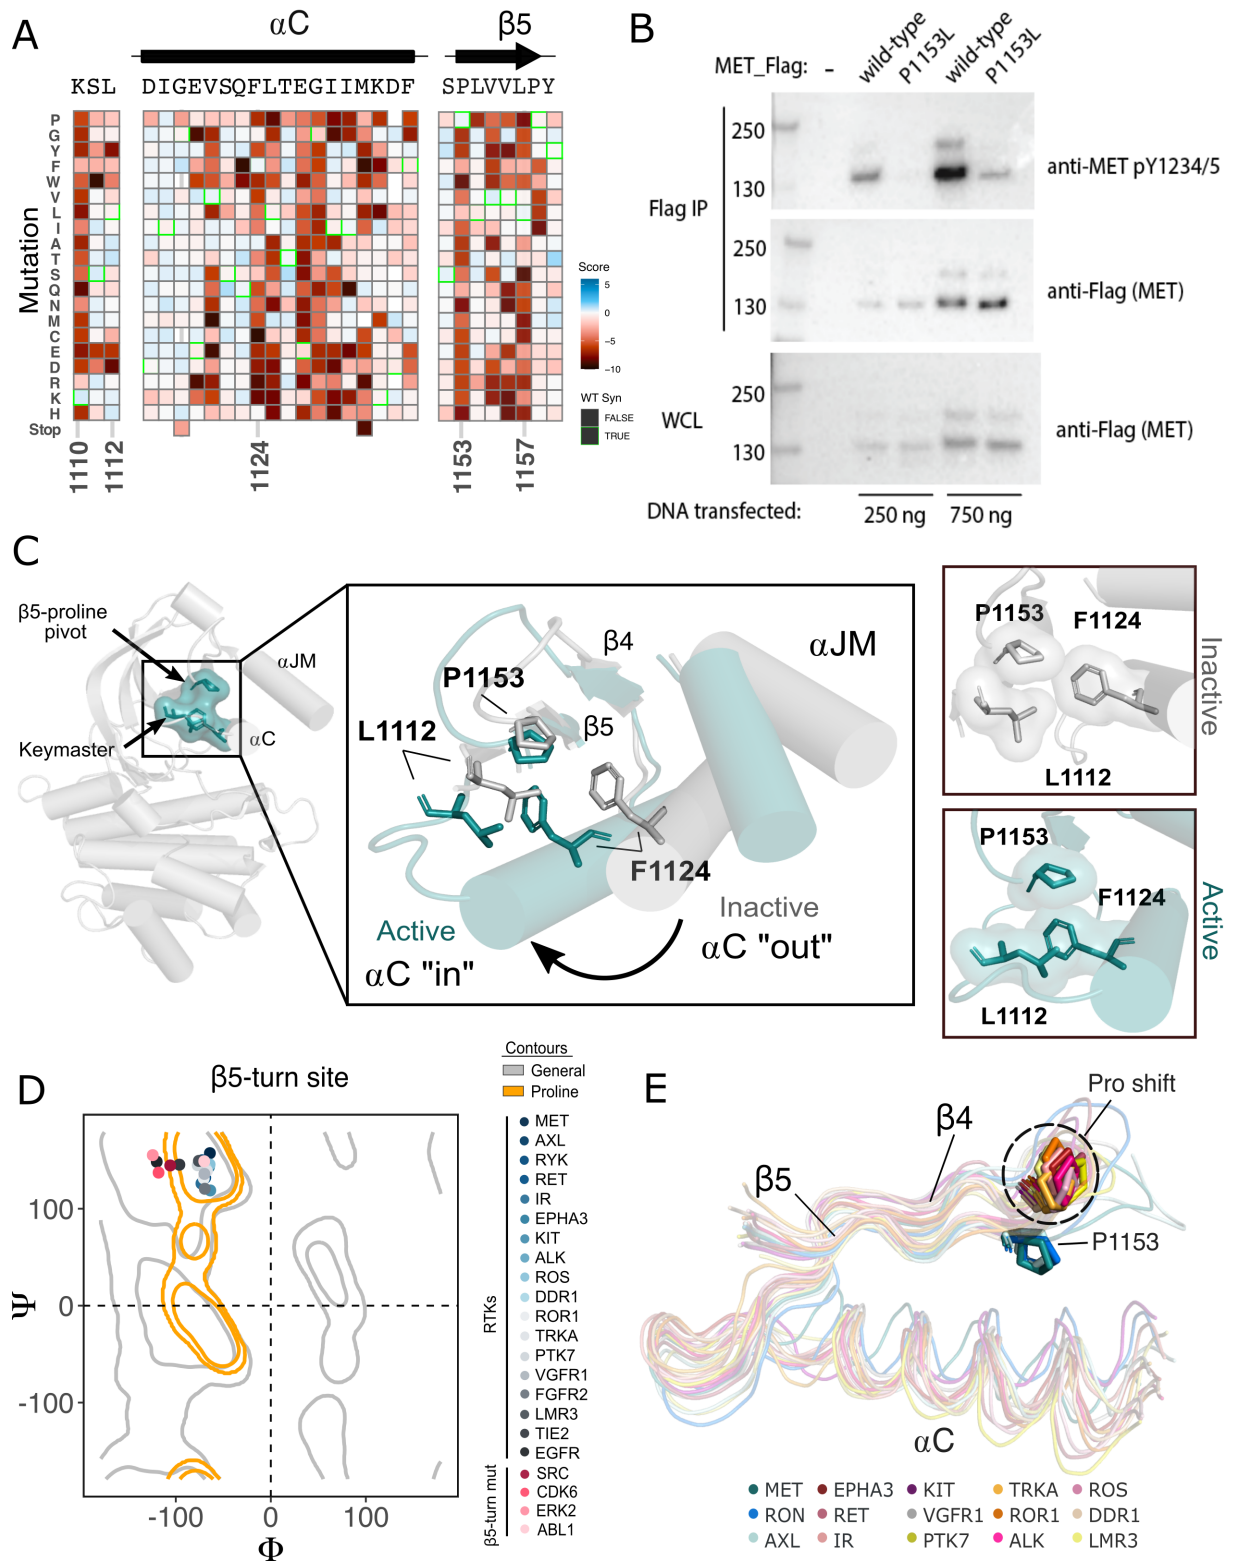 A
αC
β5
KSL DIGEVSQFLTEGIIMKDF SPLVVLPY
Mutation
P
G
Y
F
W
V
L
I
A
T
S
Q
N
M
C
E
D
R
K
H
Stop
1110
1112
1124
1153
1157
Score
5
0
−5
−10
WT Syn
FALSE
TRUE
B
MET_Flag: - wild-type P1153L wild-type P1153L
Flag IP
250
130
anti-MET pY1234/5
250
130
anti-Flag (MET)
WCL
250
130
anti-Flag (MET)
DNA transfected: 250 ng 750 ng
C
β5-proline
pivot
αJM
Keymaster
αC
β4
αJM
P1153
β5
L1112
F1124
Active
αC "in"
Inactive
αC "out"
P1153
F1124
L1112
Inactive
P1153
F1124
L1112
Active
D
β5-turn site
Contours
General
Proline
Ψ
100
0
-100
-100 0 100
Φ
RTKs
MET
AXL
RYK
RET
IR
EPHA3
KIT
ALK
ROS
DDR1
ROR1
TRKA
PTK7
VGFR1
FGFR2
LMR3
TIE2
EGFR
β5-turn mut
SRC
CDK6
ERK2
ABL1
E
Pro shift
β4
β5
P1153
αC
MET EPHA3 KIT TRKA ROS
RON RET VGFR1 ROR1 DDR1
AXL IR PTK7 ALK LMR3